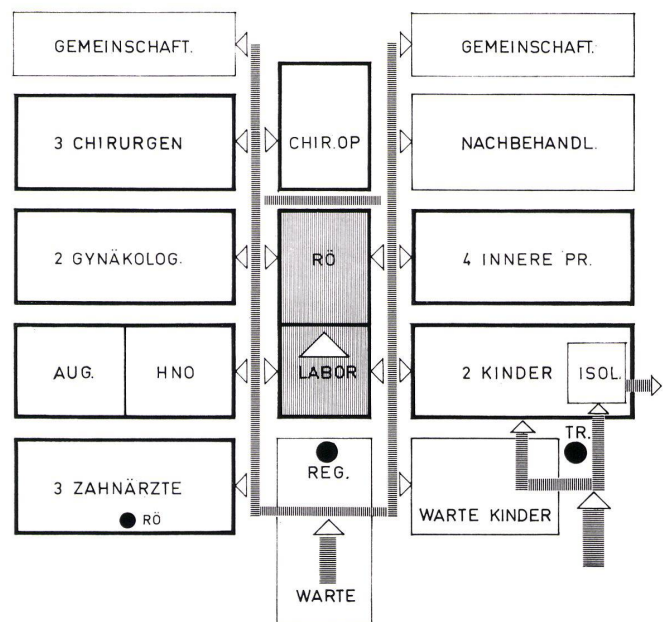 GEMEINSCHAFT.
GEMEINSCHAFT.
3 CHIRURGEN
CHIR.OP
NACHBEHANDL.
2 GYNÄKOLOG.
RÖ
4 INNERE PR.
AUG.
HNO
LABOR
2 KINDER
ISOL.
TR.
REG.
3 ZAHNÄRZTE
RÖ
WARTE KINDER
WARTE